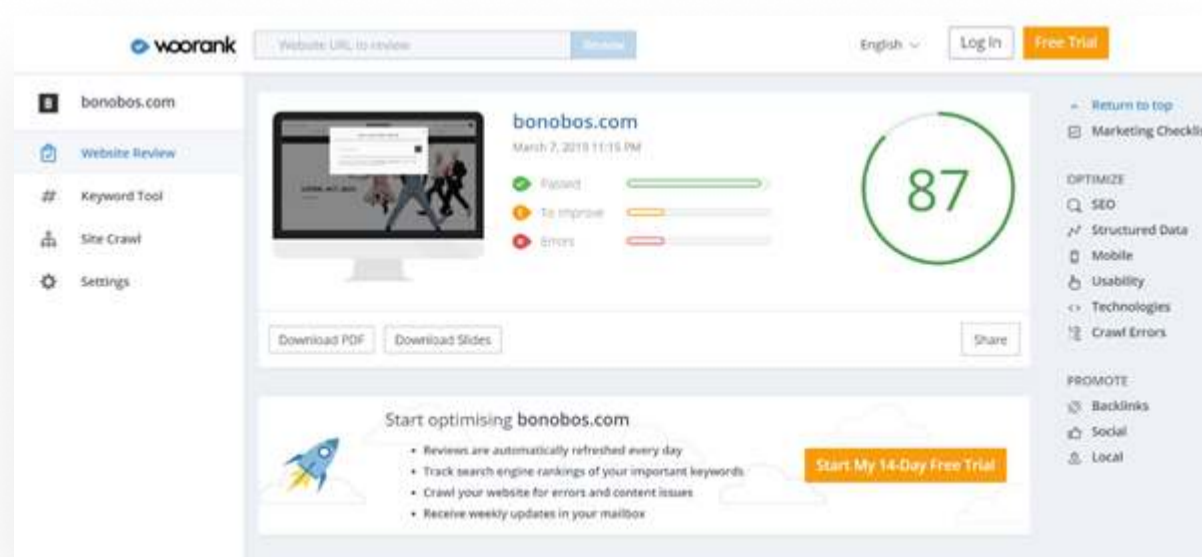 woorank
Website URL to review
Review
English
Log In
Free Trial
bonobos.com
Website Review
Keyword Tool
Site Crawl
Settings
bonobos.com
March 7, 2019 11:15 PM
Passed
To improve
Errors
87
Download PDF
Download Slides
Share
Start optimising bonobos.com
• Reviews are automatically refreshed every day
• Track search engine rankings of your important keywords
• Crawl your website for errors and content issues
• Receive weekly updates in your mailbox
Start My 14-Day Free Trial
Return to top
Marketing Checklis
OPTIMIZE
SEO
Structured Data
Mobile
Usability
Technologies
Crawl Errors
PROMOTE
Backlinks
Social
Local